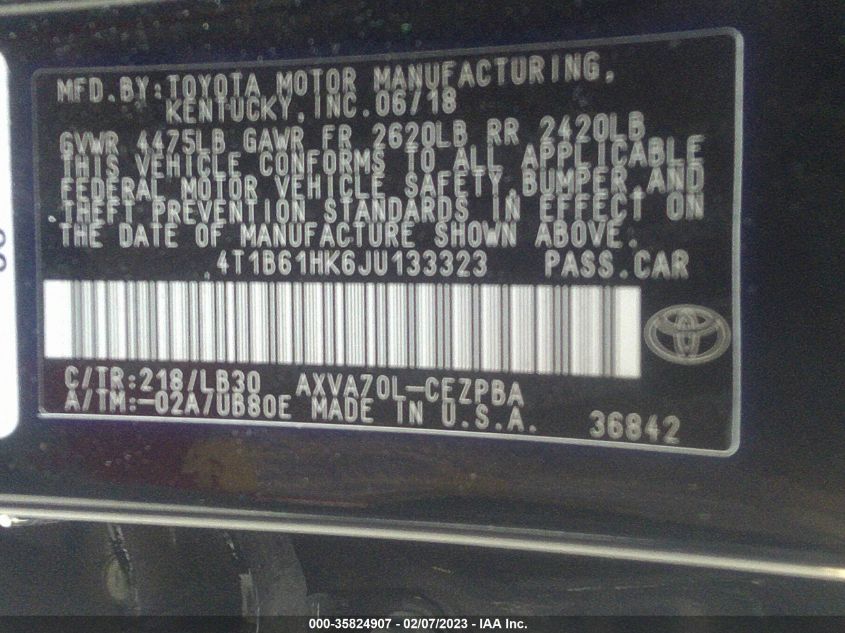 MFD.BY:TOYOTA MOTOR MANUFACTURING,
KENTUCKY,INC.06/18
GVWR 4475LB GAWR FR 2620LB RR 2420LB
THIS VEHICLE CONFORMS TO ALL APPLICABLE
FEDERAL MOTOR VEHICLE SAFETY,BUMPER,AND
THEFT PREVENTION STANDARDS IN EFFECT ON
THE DATE OF MANUFACTURE SHOWN ABOVE.
4T1B61HK6JU133323 PASS.CAR
C/TR:218/LB30 AXVA70L-CEZPBA
A/TM:-02A/UB80E MADE IN U.S.A. 36842
000-35824907 - 02/07/2023 - IAA Inc.